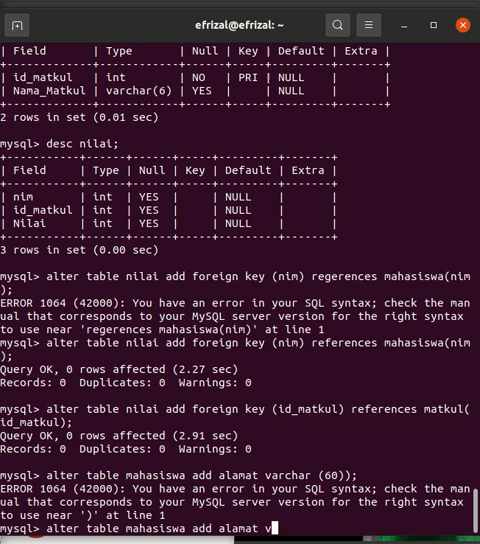 efrizal@efrizal: ~
| Field       | Type       | Null | Key | Default | Extra |
+-------------+------------+------+-----+---------+-------+
| id_matkul   | int        | NO   | PRI | NULL    |       |
| Nama_Matkul | varchar(6) | YES  |     | NULL    |       |
+-------------+------------+------+-----+---------+-------+
2 rows in set (0.01 sec)
mysql> desc nilai;
+-----------+------+------+-----+---------+-------+
| Field     | Type | Null | Key | Default | Extra |
+-----------+------+------+-----+---------+-------+
| nim       | int  | YES  |     | NULL    |       |
| id_matkul | int  | YES  |     | NULL    |       |
| Nilai     | int  | YES  |     | NULL    |       |
+-----------+------+------+-----+---------+-------+
3 rows in set (0.00 sec)
mysql> alter table nilai add foreign key (nim) regerences mahasiswa(nim
);
ERROR 1064 (42000): You have an error in your SQL syntax; check the man
ual that corresponds to your MySQL server version for the right syntax
to use near 'regerences mahasiswa(nim)' at line 1
mysql> alter table nilai add foreign key (nim) references mahasiswa(nim
);
Query OK, 0 rows affected (2.27 sec)
Records: 0  Duplicates: 0  Warnings: 0
mysql> alter table nilai add foreign key (id_matkul) references matkul(
id_matkul);
Query OK, 0 rows affected (2.91 sec)
Records: 0  Duplicates: 0  Warnings: 0
mysql> alter table mahasiswa add alamat varchar (60));
ERROR 1064 (42000): You have an error in your SQL syntax; check the man
ual that corresponds to your MySQL server version for the right syntax
to use near ')' at line 1
mysql> alter table mahasiswa add alamat v